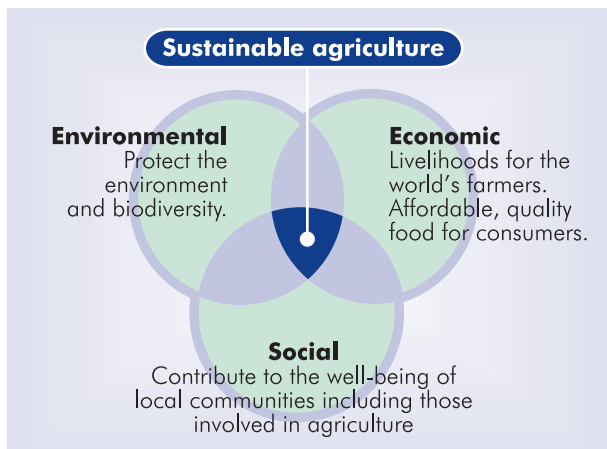 Sustainable agriculture
Environmental
Protect the
environment
and biodiversity.
Economic
Livelihoods for the
world's farmers.
Affordable, quality
food for consumers.
Social
Contribute to the well-being of
local communities including those
involved in agriculture